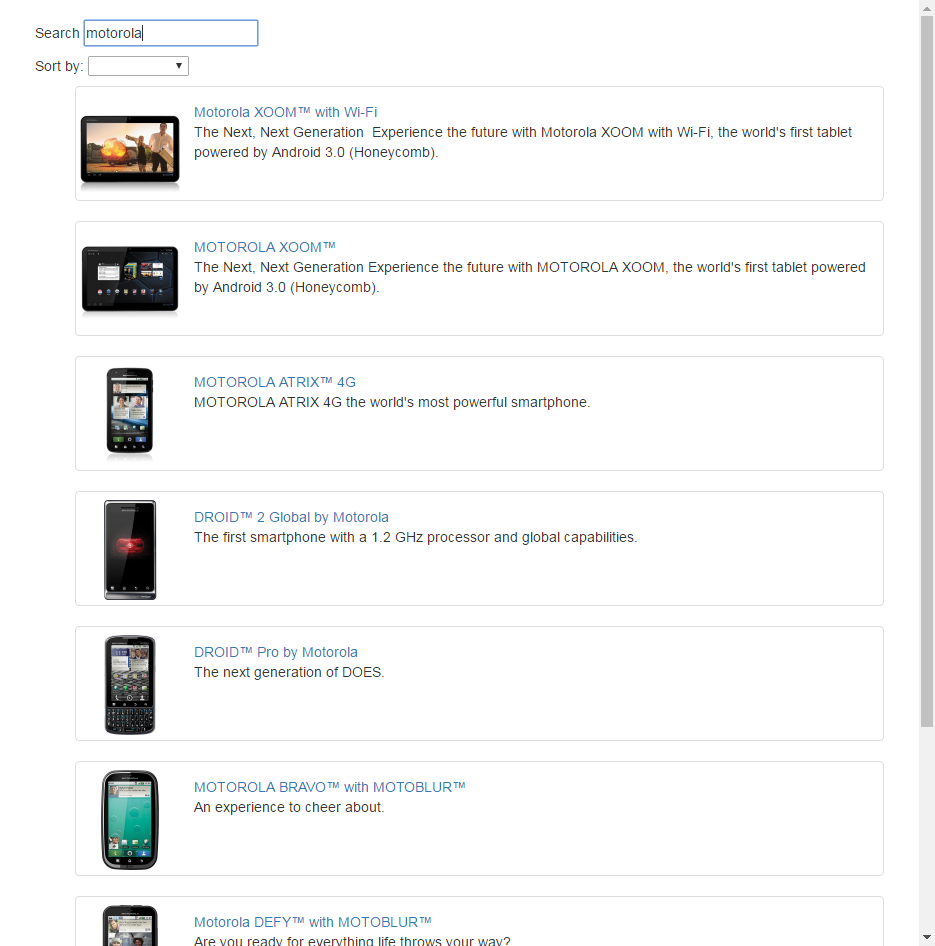 Search motorola
Sort by:
Motorola XOOM™ with Wi-Fi
The Next, Next Generation  Experience the future with Motorola XOOM with Wi-Fi, the world's first tablet
powered by Android 3.0 (Honeycomb).
MOTOROLA XOOM™
The Next, Next Generation Experience the future with MOTOROLA XOOM, the world's first tablet powered
by Android 3.0 (Honeycomb).
MOTOROLA ATRIX™ 4G
MOTOROLA ATRIX 4G the world's most powerful smartphone.
DROID™ 2 Global by Motorola
The first smartphone with a 1.2 GHz processor and global capabilities.
DROID™ Pro by Motorola
The next generation of DOES.
MOTOROLA BRAVO™ with MOTOBLUR™
An experience to cheer about.
Motorola DEFY™ with MOTOBLUR™
Are you ready for everything life throws your way?